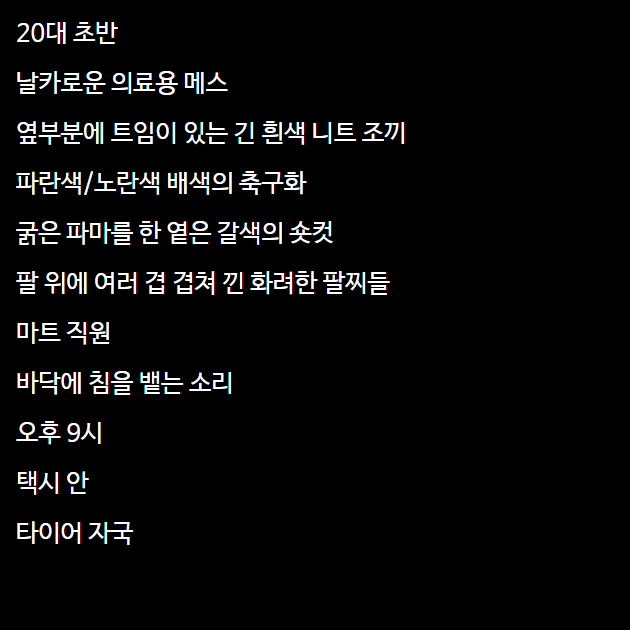 20대 초반
날카로운 의료용 메스
옆부분에 트임이 있는 긴 흰색 니트 조끼
파란색/노란색 배색의 축구화
굵은 파마를 한 옅은 갈색의 숏컷
팔 위에 여러 겹 겹쳐 낀 화려한 팔찌들
마트 직원
바닥에 침을 뱉는 소리
오후 9시
택시 안
타이어 자국